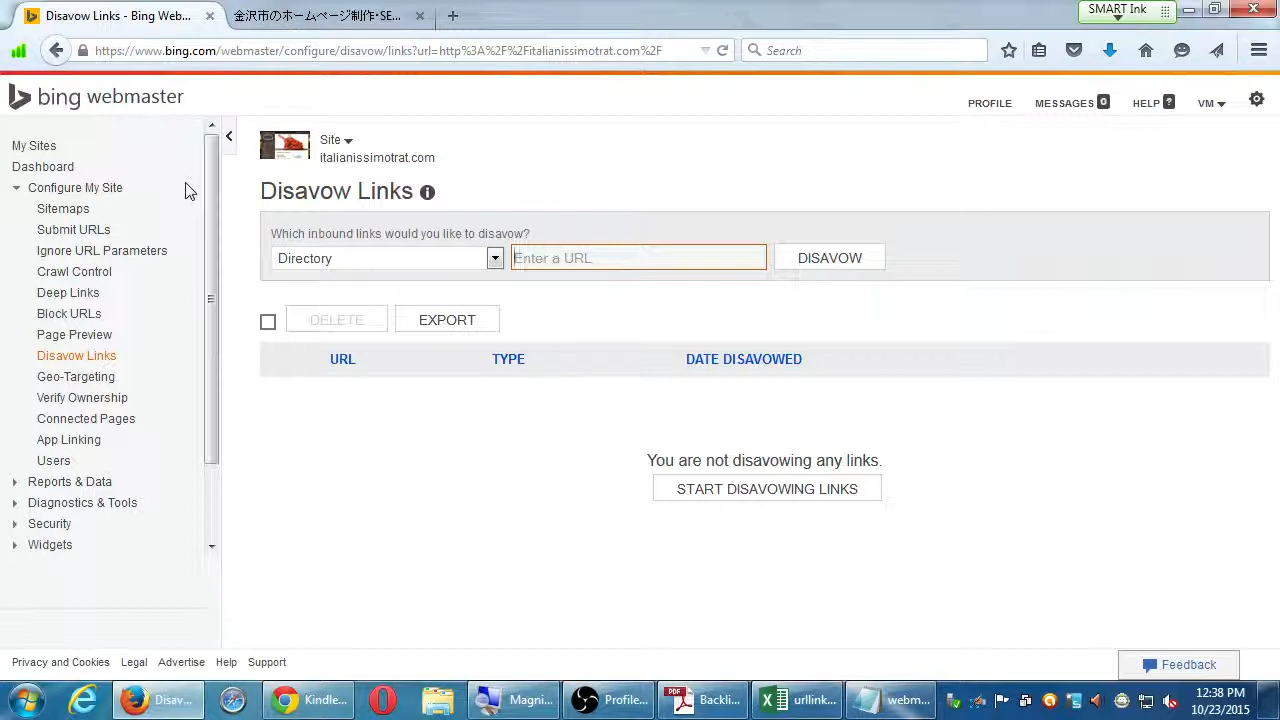 Disavow Links - Bing Webm...
金沢市のホームページ制作・SE...
SMART Ink
https://www.bing.com/webmaster/configure/disavow/links?url=http%3A%2F%2Fitalianissimotrat.com%2F
Search
bing webmaster
PROFILE
MESSAGES 0
HELP ?
VM
My Sites
Dashboard
Configure My Site
Sitemaps
Submit URLs
Ignore URL Parameters
Crawl Control
Deep Links
Block URLs
Page Preview
Disavow Links
Geo-Targeting
Verify Ownership
Connected Pages
App Linking
Users
Reports & Data
Diagnostics & Tools
Security
Widgets
Site
italianissimotrat.com
Disavow Links
Which inbound links would you like to disavow?
Directory
Enter a URL
DISAVOW
DELETE
EXPORT
URL
TYPE
DATE DISAVOWED
You are not disavowing any links.
START DISAVOWING LINKS
Privacy and Cookies
Legal
Advertise
Help
Support
Feedback
Disav...
Kindle...
Magni...
Profile...
PDF
Backli...
urllink...
webm...
12:38 PM
10/23/2015